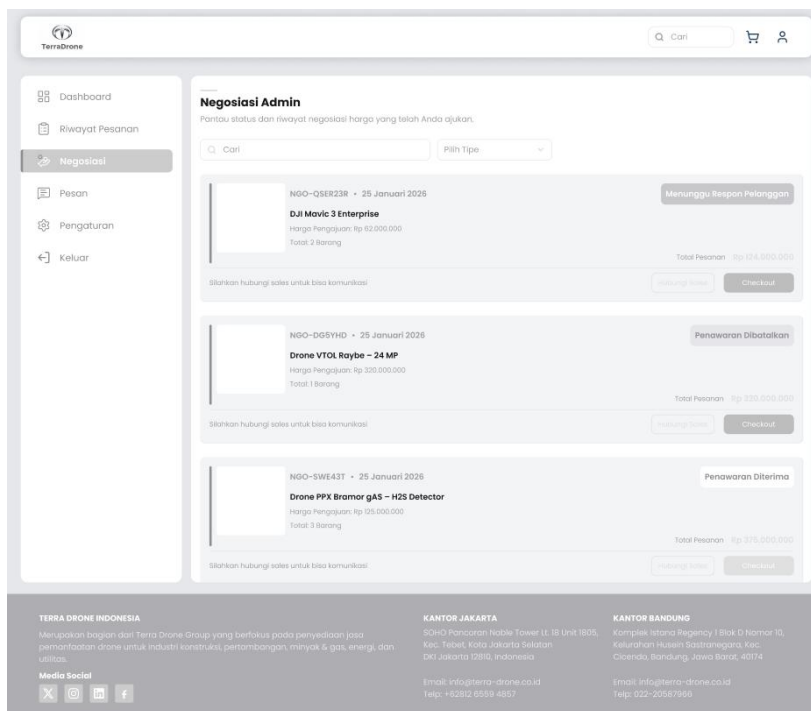 TerraDrone
Cari
Dashboard
Riwayat Pesanan
Negosiasi
Pesan
Pengaturan
Keluar
Negosiasi Admin
Pantau status dan riwayat negosiasi harga yang telah Anda ajukan.
Cari
Pilih Tipe
NGO-QSER23R • 25 Januari 2026
Menunggu Respon Pelanggan
DJI Mavic 3 Enterprise
Harga Pengajuan: Rp 62.000.000
Total: 2 Barang
Total Pesanan Rp 124.000.000
Silahkan hubungi sales untuk bisa komunikasi
Hubungi Sales
Checkout
NGO-DG5YHD • 25 Januari 2026
Penawaran Dibatalkan
Drone VTOL Raybe – 24 MP
Harga Pengajuan: Rp 320.000.000
Total: 1 Barang
Total Pesanan Rp 320.000.000
Silahkan hubungi sales untuk bisa komunikasi
Hubungi Sales
Checkout
NGO-SWE43T • 25 Januari 2026
Penawaran Diterima
Drone PPX Bramor gAS – H2S Detector
Harga Pengajuan: Rp 125.000.000
Total: 3 Barang
Total Pesanan Rp 375.000.000
Silahkan hubungi sales untuk bisa komunikasi
Hubungi Sales
Checkout
TERRA DRONE INDONESIA
Merupakan bagian dari Terra Drone Group yang berfokus pada penyediaan jasa
pemanfaatan drone untuk industri konstruksi, pertambangan, minyak & gas, energi, dan
utilitas.
Media Social
KANTOR JAKARTA
SOHO Pancoran Noble Tower Lt. 18 Unit 1805,
Kec. Tebet, Kota Jakarta Selatan
DKI Jakarta 12810, Indonesia
Email: info@terra-drone.co.id
Telp: +62812 6559 4857
KANTOR BANDUNG
Komplek Istana Regency 1 Blok D Nomor 10,
Kelurahan Husein Sastranegara, Kec.
Cicendo, Bandung, Jawa Barat, 40174
Email: info@terra-drone.co.id
Telp: 022-20567966